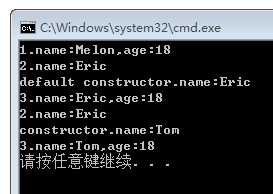 C:\Windows\system32\cmd.exe
1.name:Melon,age:18
2.name:Eric
default constructor.name:Eric
3.name:Eric,age:18
2.name:Eric
constructor.name:Tom
3.name:Tom,age:18
请按任意键继续. . .